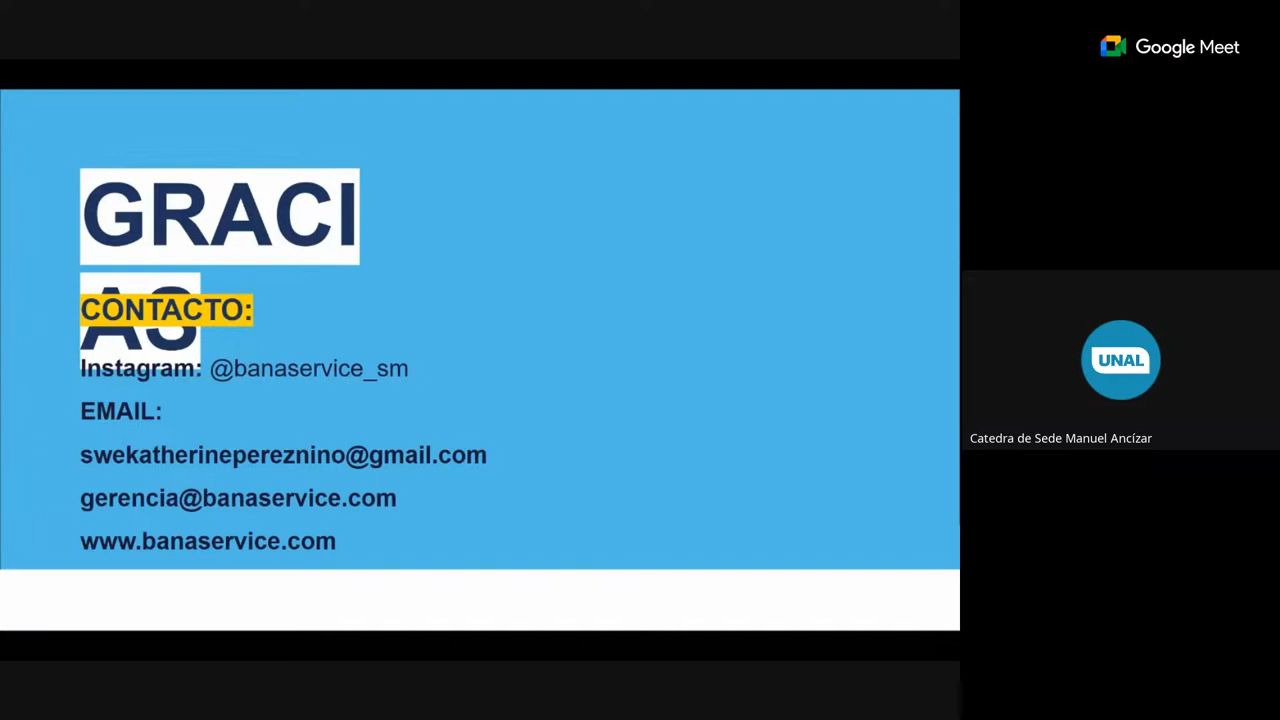 Google Meet
GRACI
AS
CONTACTO:
Instagram: @banaservice_sm
EMAIL:
swekatherinepereznino@gmail.com
gerencia@banaservice.com
www.banaservice.com
UNAL
Catedra de Sede Manuel Ancízar